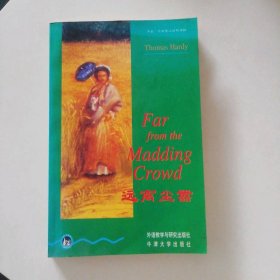 Thomas Hardy
Far
from the
Madding
Crowd
远离尘嚣
外语教学与研究出版社
牛津大学出版社